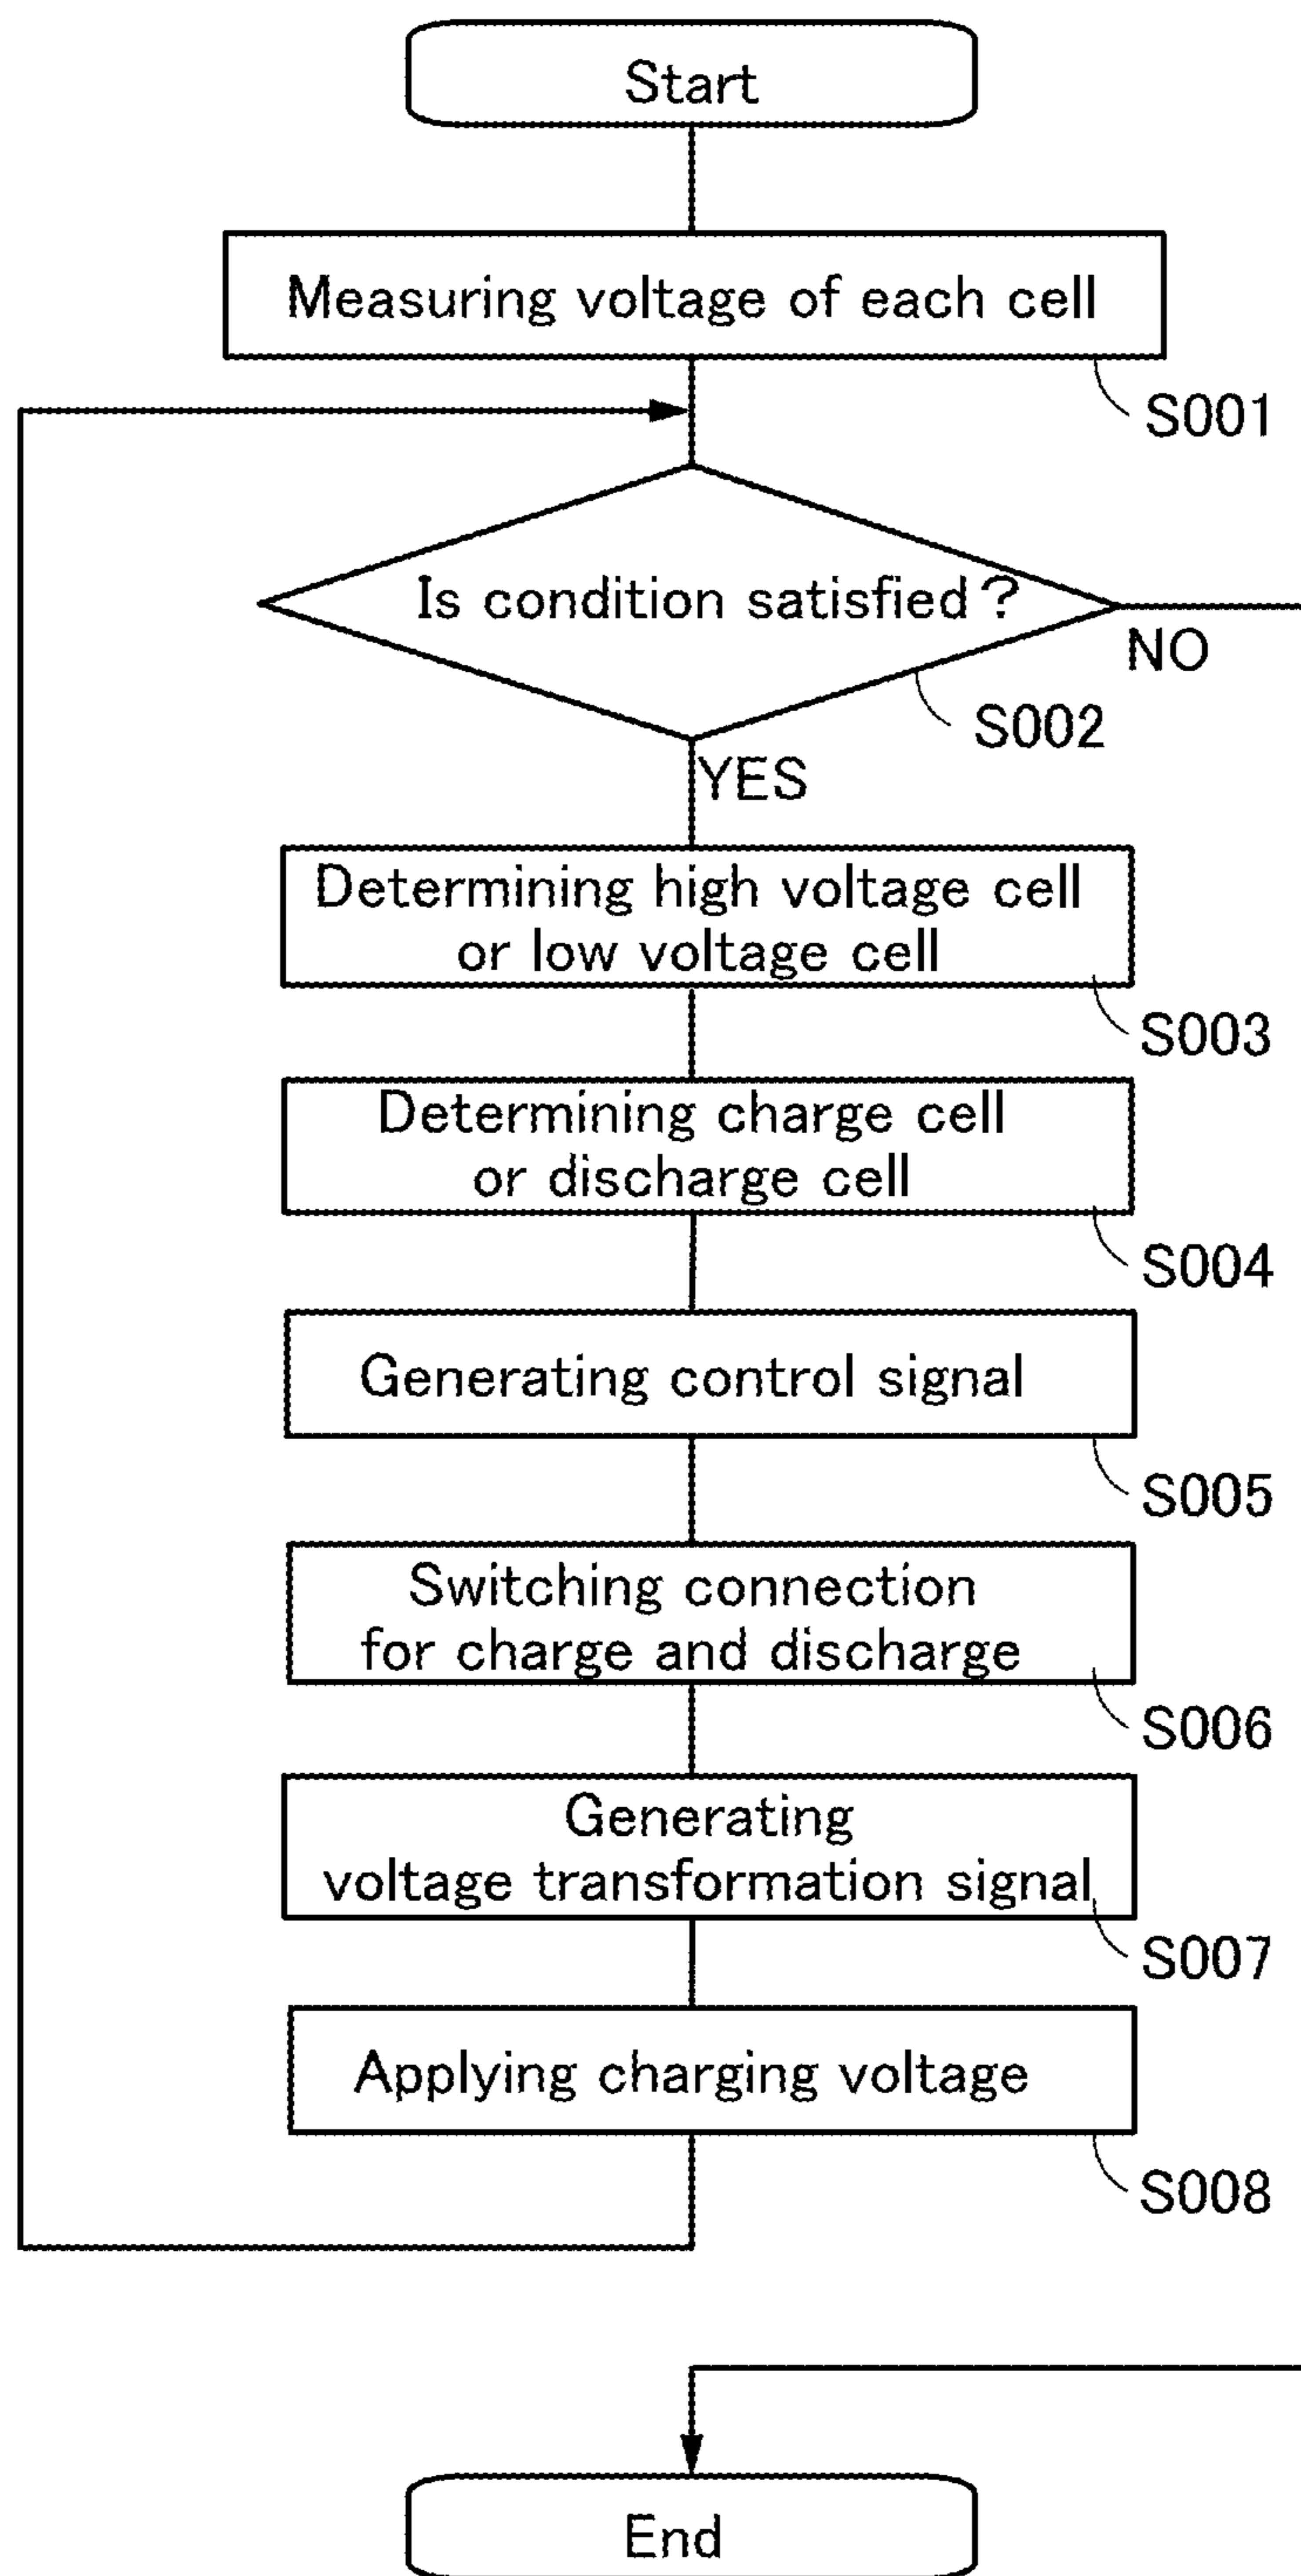 Start
Measuring voltage of each cell
S001
Is condition satisfied?
NO
S002
YES
Determining high voltage cell
or low voltage cell
S003
Determining charge cell
or discharge cell
S004
Generating control signal
S005
Switching connection
for charge and discharge
S006
Generating
voltage transformation signal
S007
Applying charging voltage
S008
End